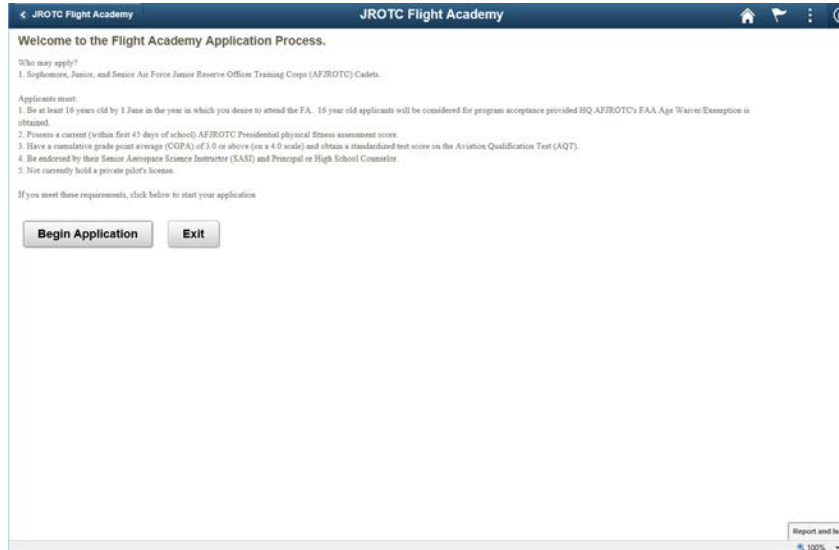 JROTC Flight Academy
JROTC Flight Academy
Welcome to the Flight Academy Application Process.
Who may apply?
1. Sophomore, Junior, and Senior Air Force Junior Reserve Officer Training Corps (AFJROTC) Cadets.
Applicants must:
1. Be at least 16 years old by 1 June in the year in which you desire to attend the FA. 16 year old applicants will be considered for program acceptance provided HQ AFJROTC's FAA Age Waiver/Exemption is
obtained.
2. Possess a current (within first 45 days of school) AFJROTC Presidential physical fitness assessment score.
3. Have a cumulative grade point average (CGPA) of 3.0 or above (on a 4.0 scale) and obtain a standardized test score on the Aviation Qualification Test (AQT).
4. Be endorsed by their Senior Aerospace Science Instructor (SASI) and Principal or High School Counselor.
5. Not currently hold a private pilot's license.
If you meet these requirements, click below to start your application
Begin Application
Exit
Report and
100%